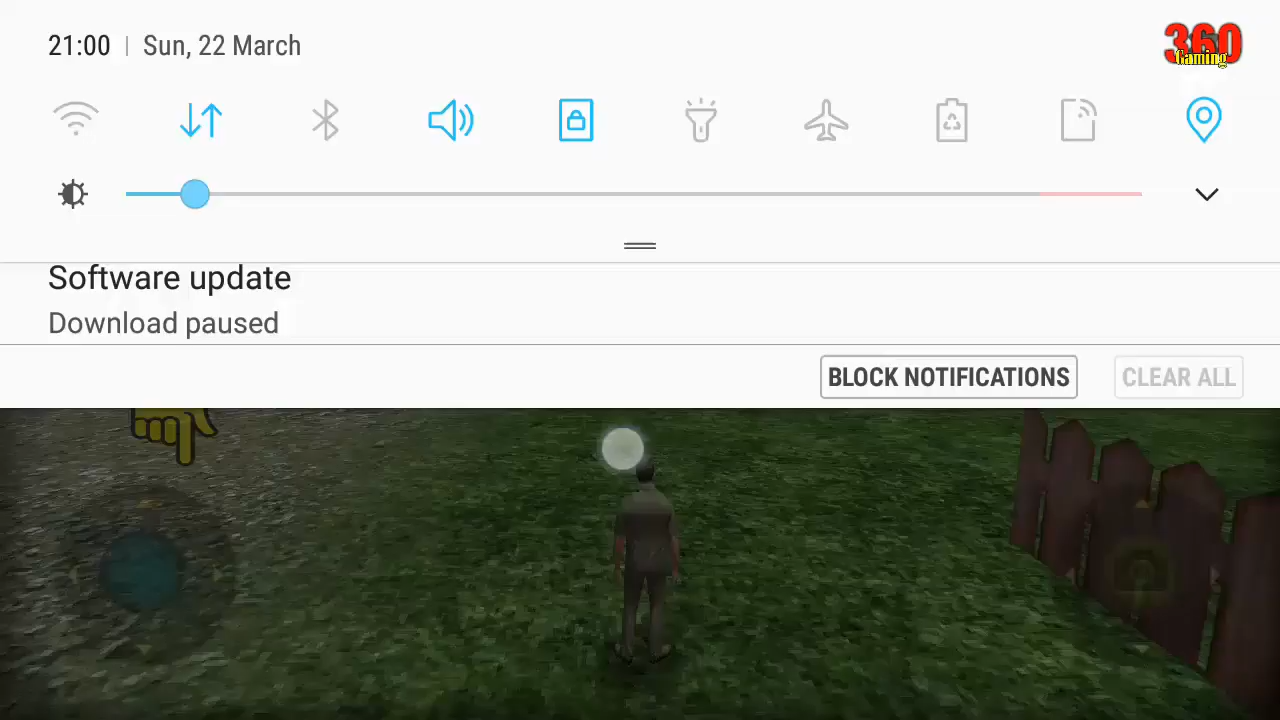 21:00 | Sun, 22 March
360
Gaming
Software update
Download paused
BLOCK NOTIFICATIONS
CLEAR ALL